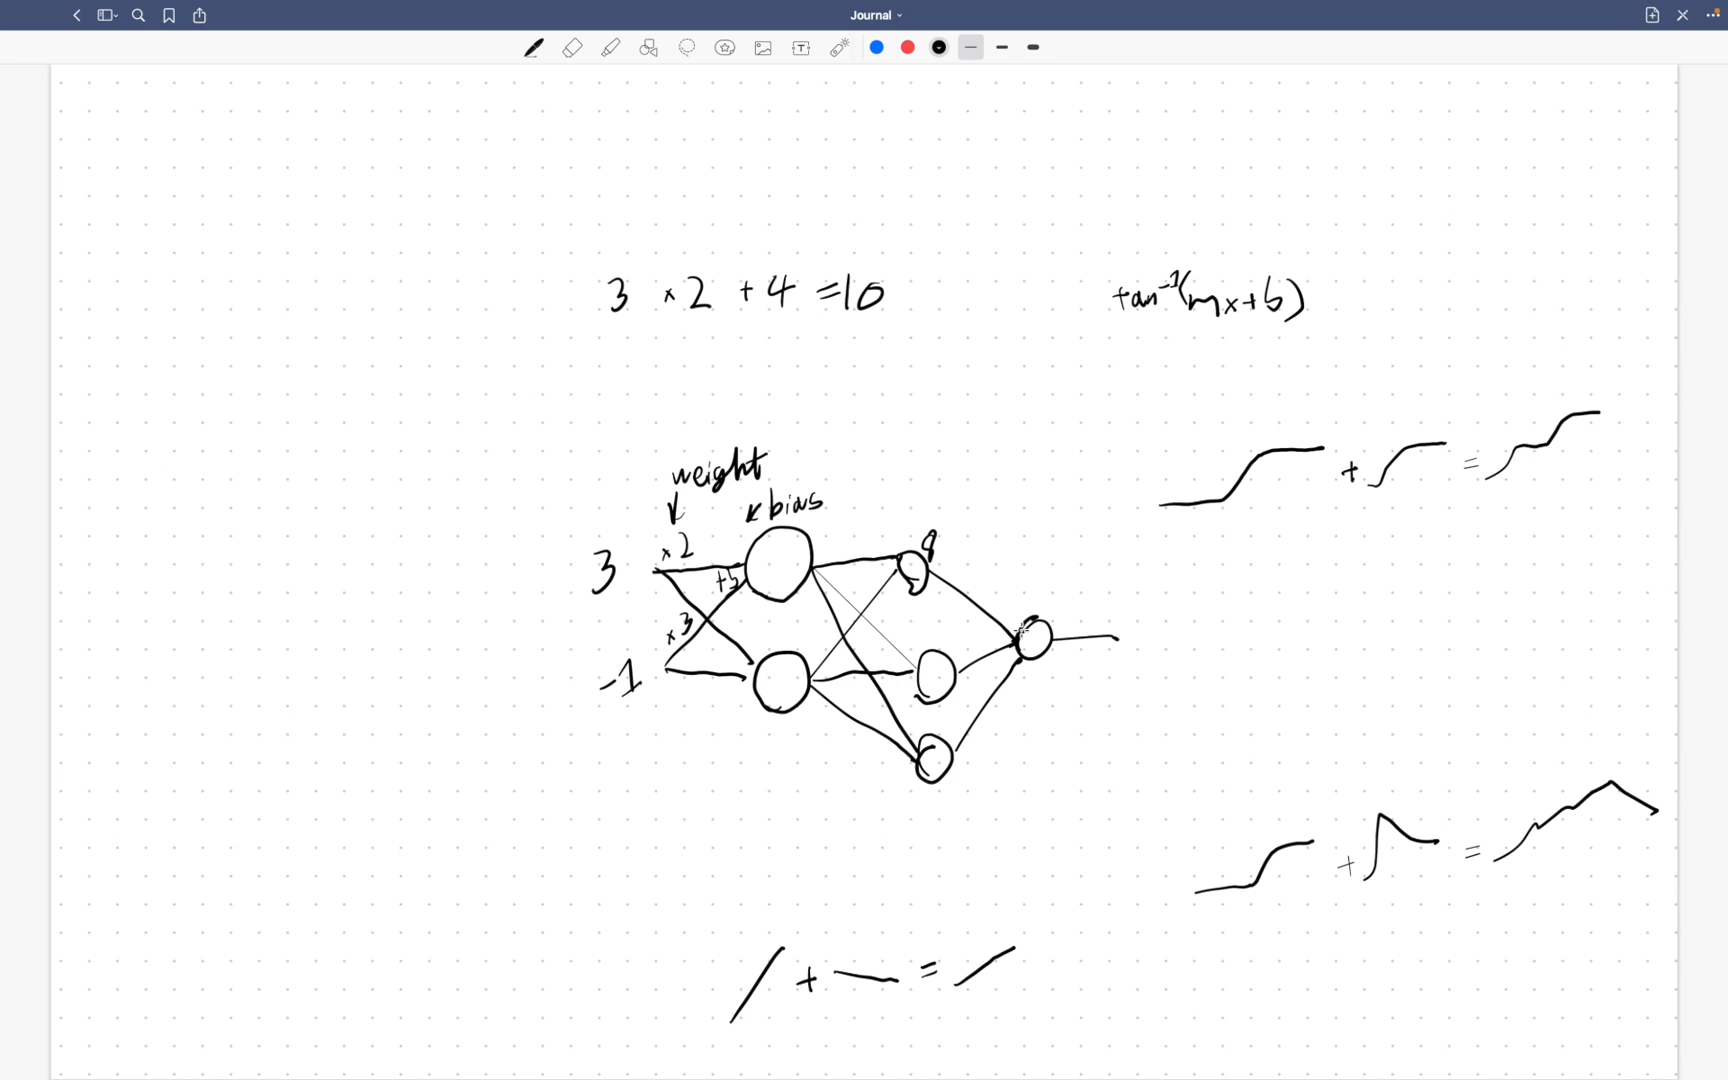 Journal
3 × 2 + 4 = 10
tan⁻¹(mx+b)
weight
bias
+ =
3
×2
+5
×3
-1
+ =
/ + — = /